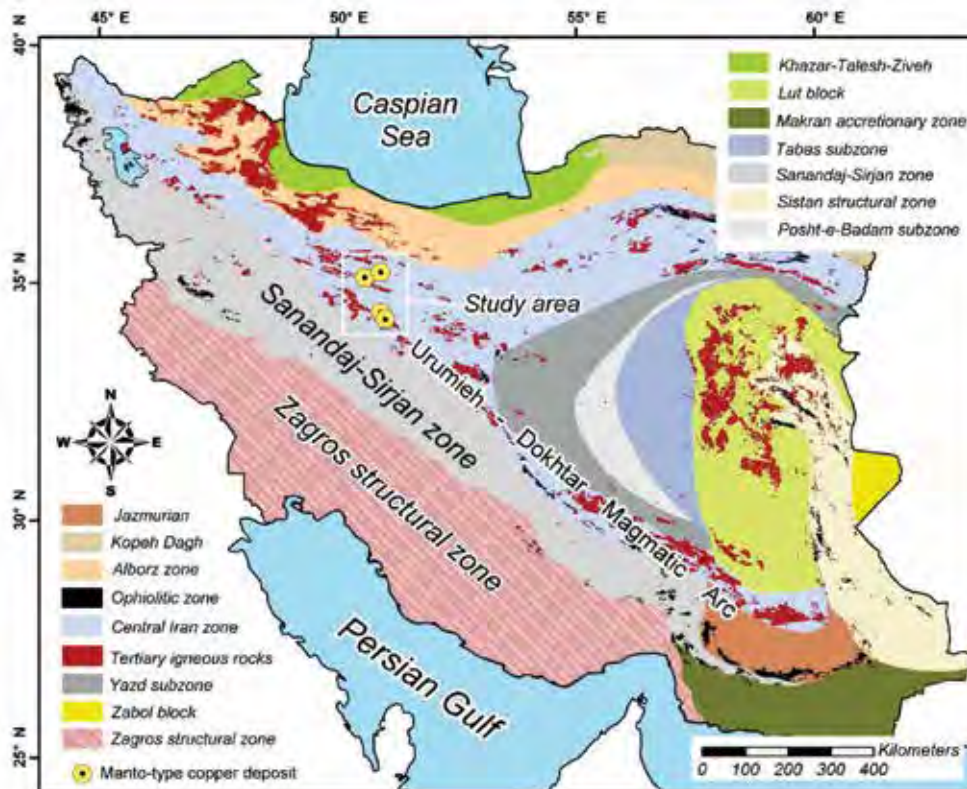 45° E
50° E
55° E
60° E
40° N
35° N
30° N
25° N
Caspian
Sea
Khazar-Talesh-Ziveh
Lut block
Makran accretionary zone
Tabas subzone
Sanandaj-Sirjan zone
Sistan structural zone
Posht-e-Badam subzone
Study area
Sanandaj-Sirjan zone
Urumieh- Dokhtar Magmatic Arc
Zagros structural zone
Persian Gulf
N
W E
S
Jazmurian
Kopeh Dagh
Alborz zone
Ophiolitic zone
Central Iran zone
Tertiary igneous rocks
Yazd subzone
Zabol block
Zagros structural zone
Manto-type copper deposit
Kilometers
0 100 200 300 400